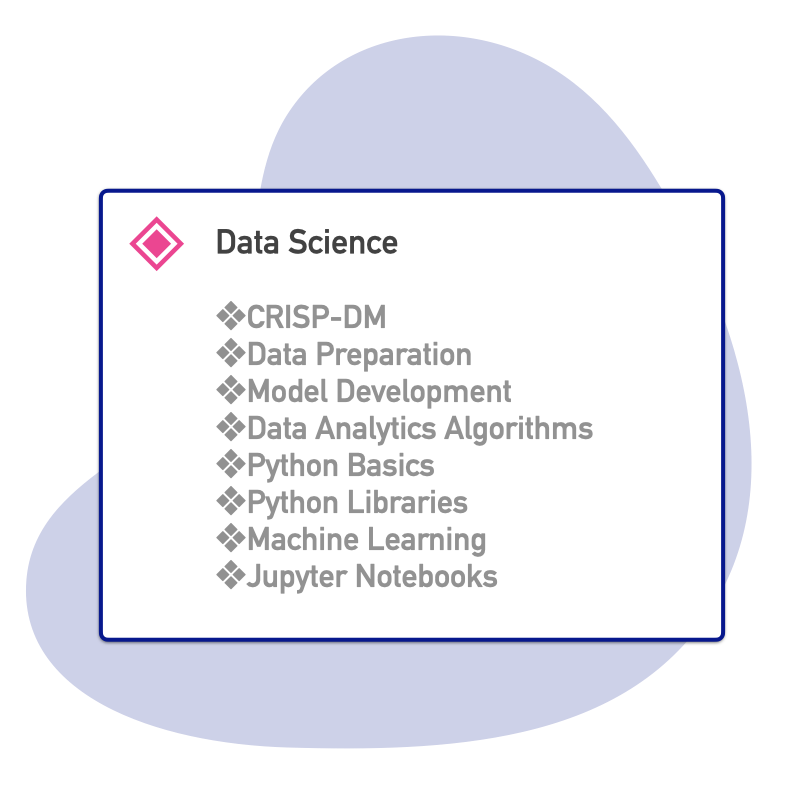 Data Science
❖CRISP-DM
❖Data Preparation
❖Model Development
❖Data Analytics Algorithms
❖Python Basics
❖Python Libraries
❖Machine Learning
❖Jupyter Notebooks